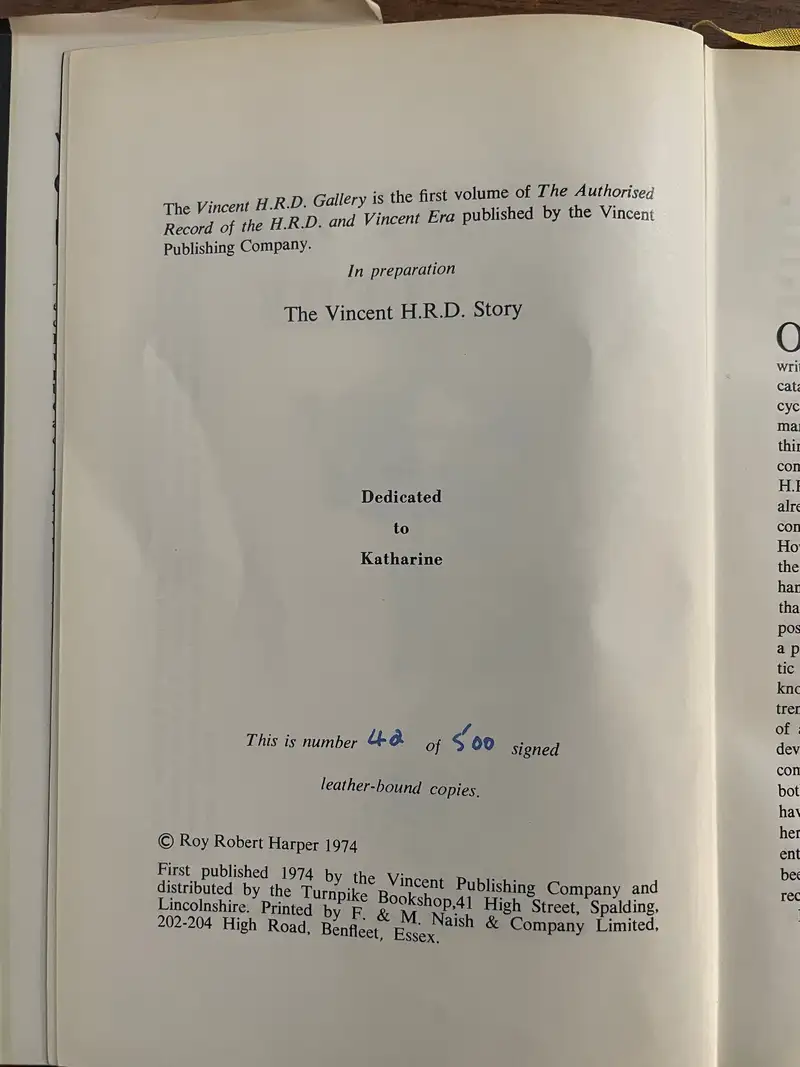 The Vincent H.R.D. Gallery is the first volume of The Authorised
Record of the H.R.D. and Vincent Era published by the Vincent
Publishing Company.
In preparation
The Vincent H.R.D. Story
Dedicated
to
Katharine
This is number 42 of 500 signed
leather-bound copies.
© Roy Robert Harper 1974
First published 1974 by the Vincent Publishing Company and
distributed by the Turnpike Bookshop,41 High Street, Spalding,
Lincolnshire. Printed by F. & M. Naish & Company Limited,
202-204 High Road, Benfleet, Essex.